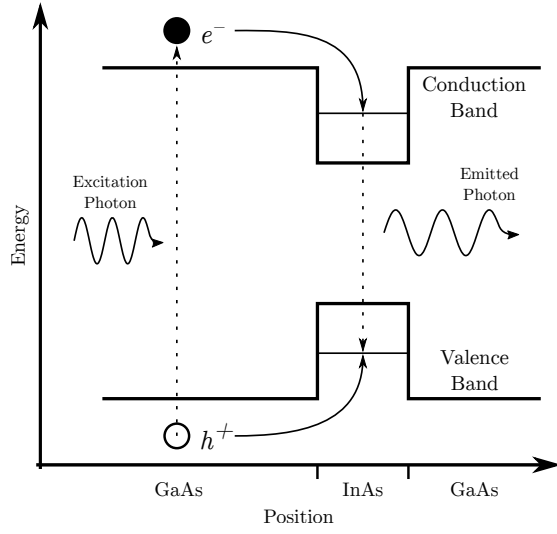 e⁻
Conduction
Band
Excitation
Photon
Emitted
Photon
Energy
Valence
Band
h⁺
GaAs
InAs
GaAs
Position